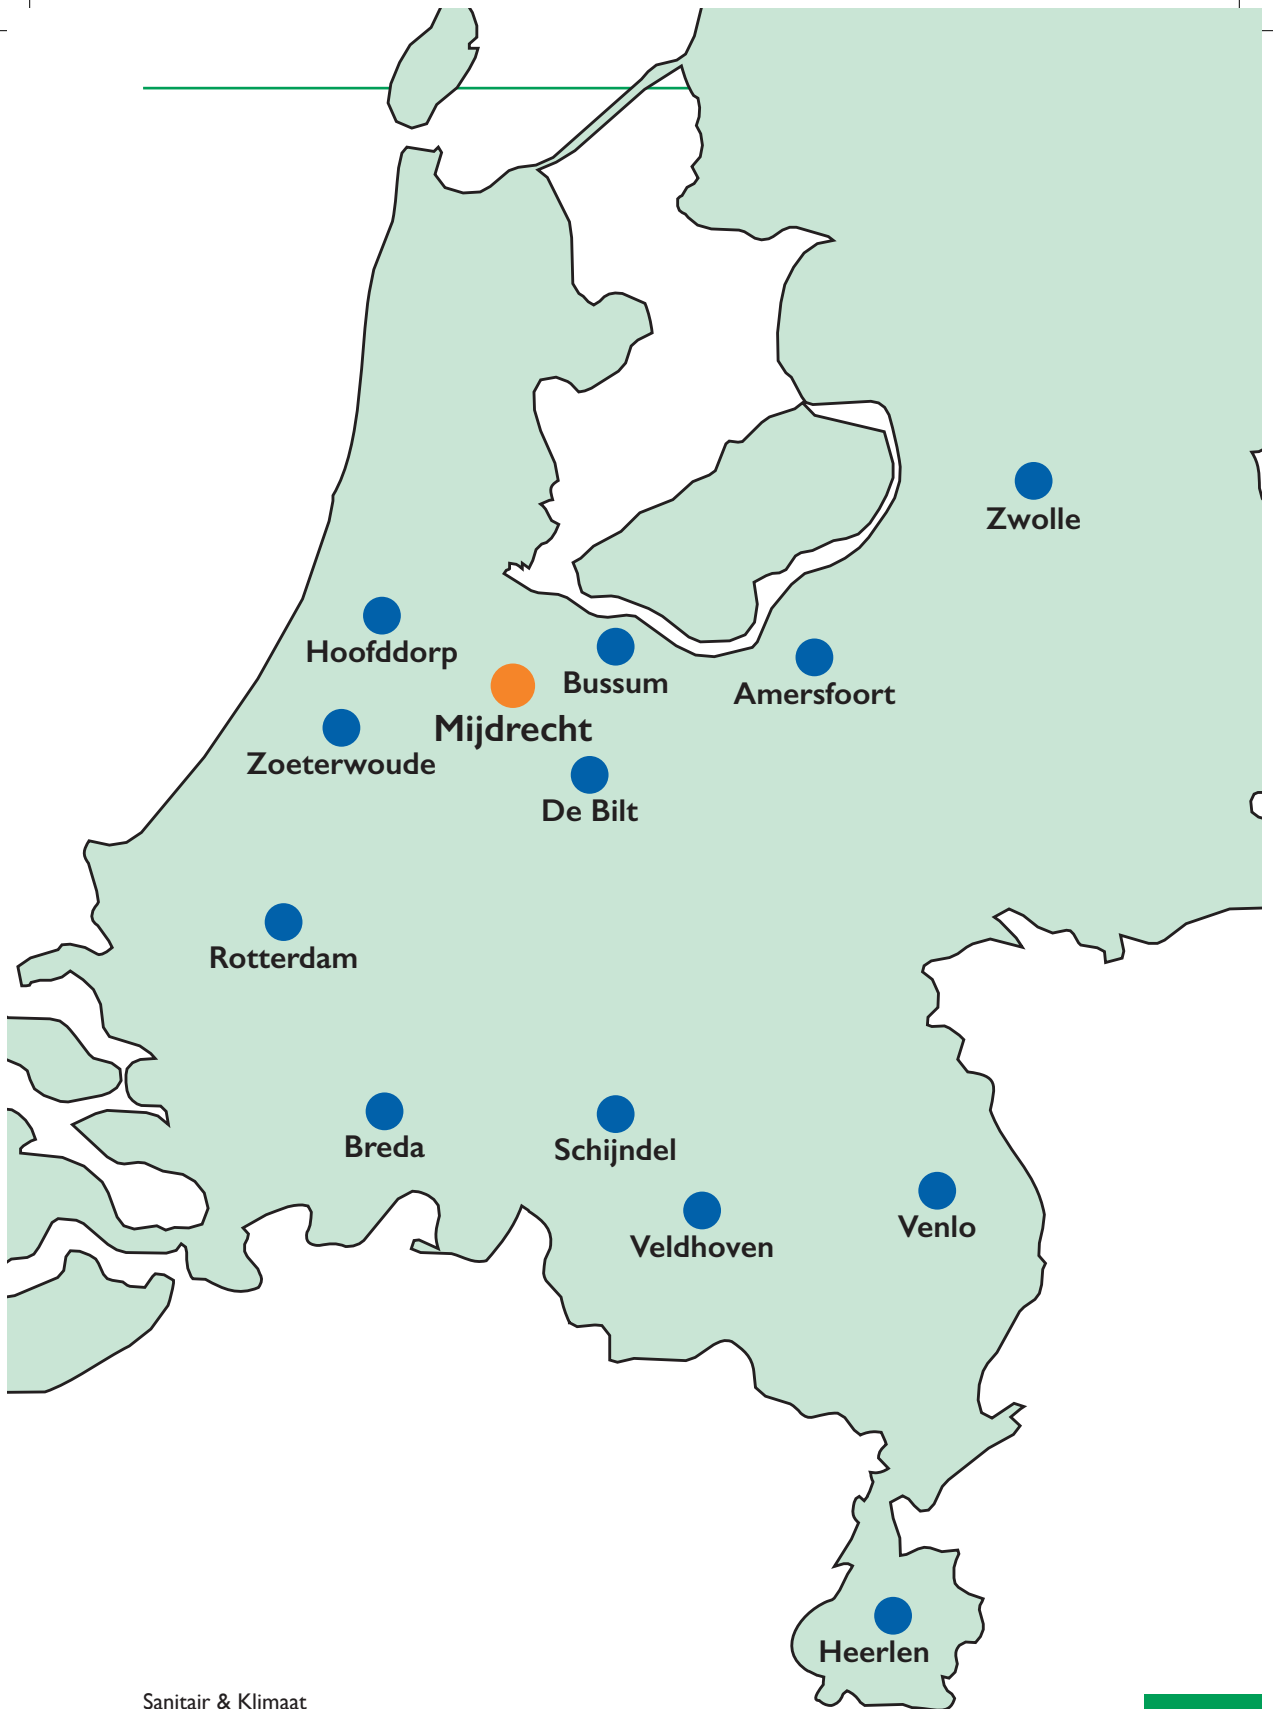 Zwolle
Hoofddorp
Bussum
Amersfoort
Mijdrecht
Zoeterwoude
De Bilt
Rotterdam
Breda
Schijndel
Venlo
Veldhoven
Heerlen
Sanitair & Klimaat